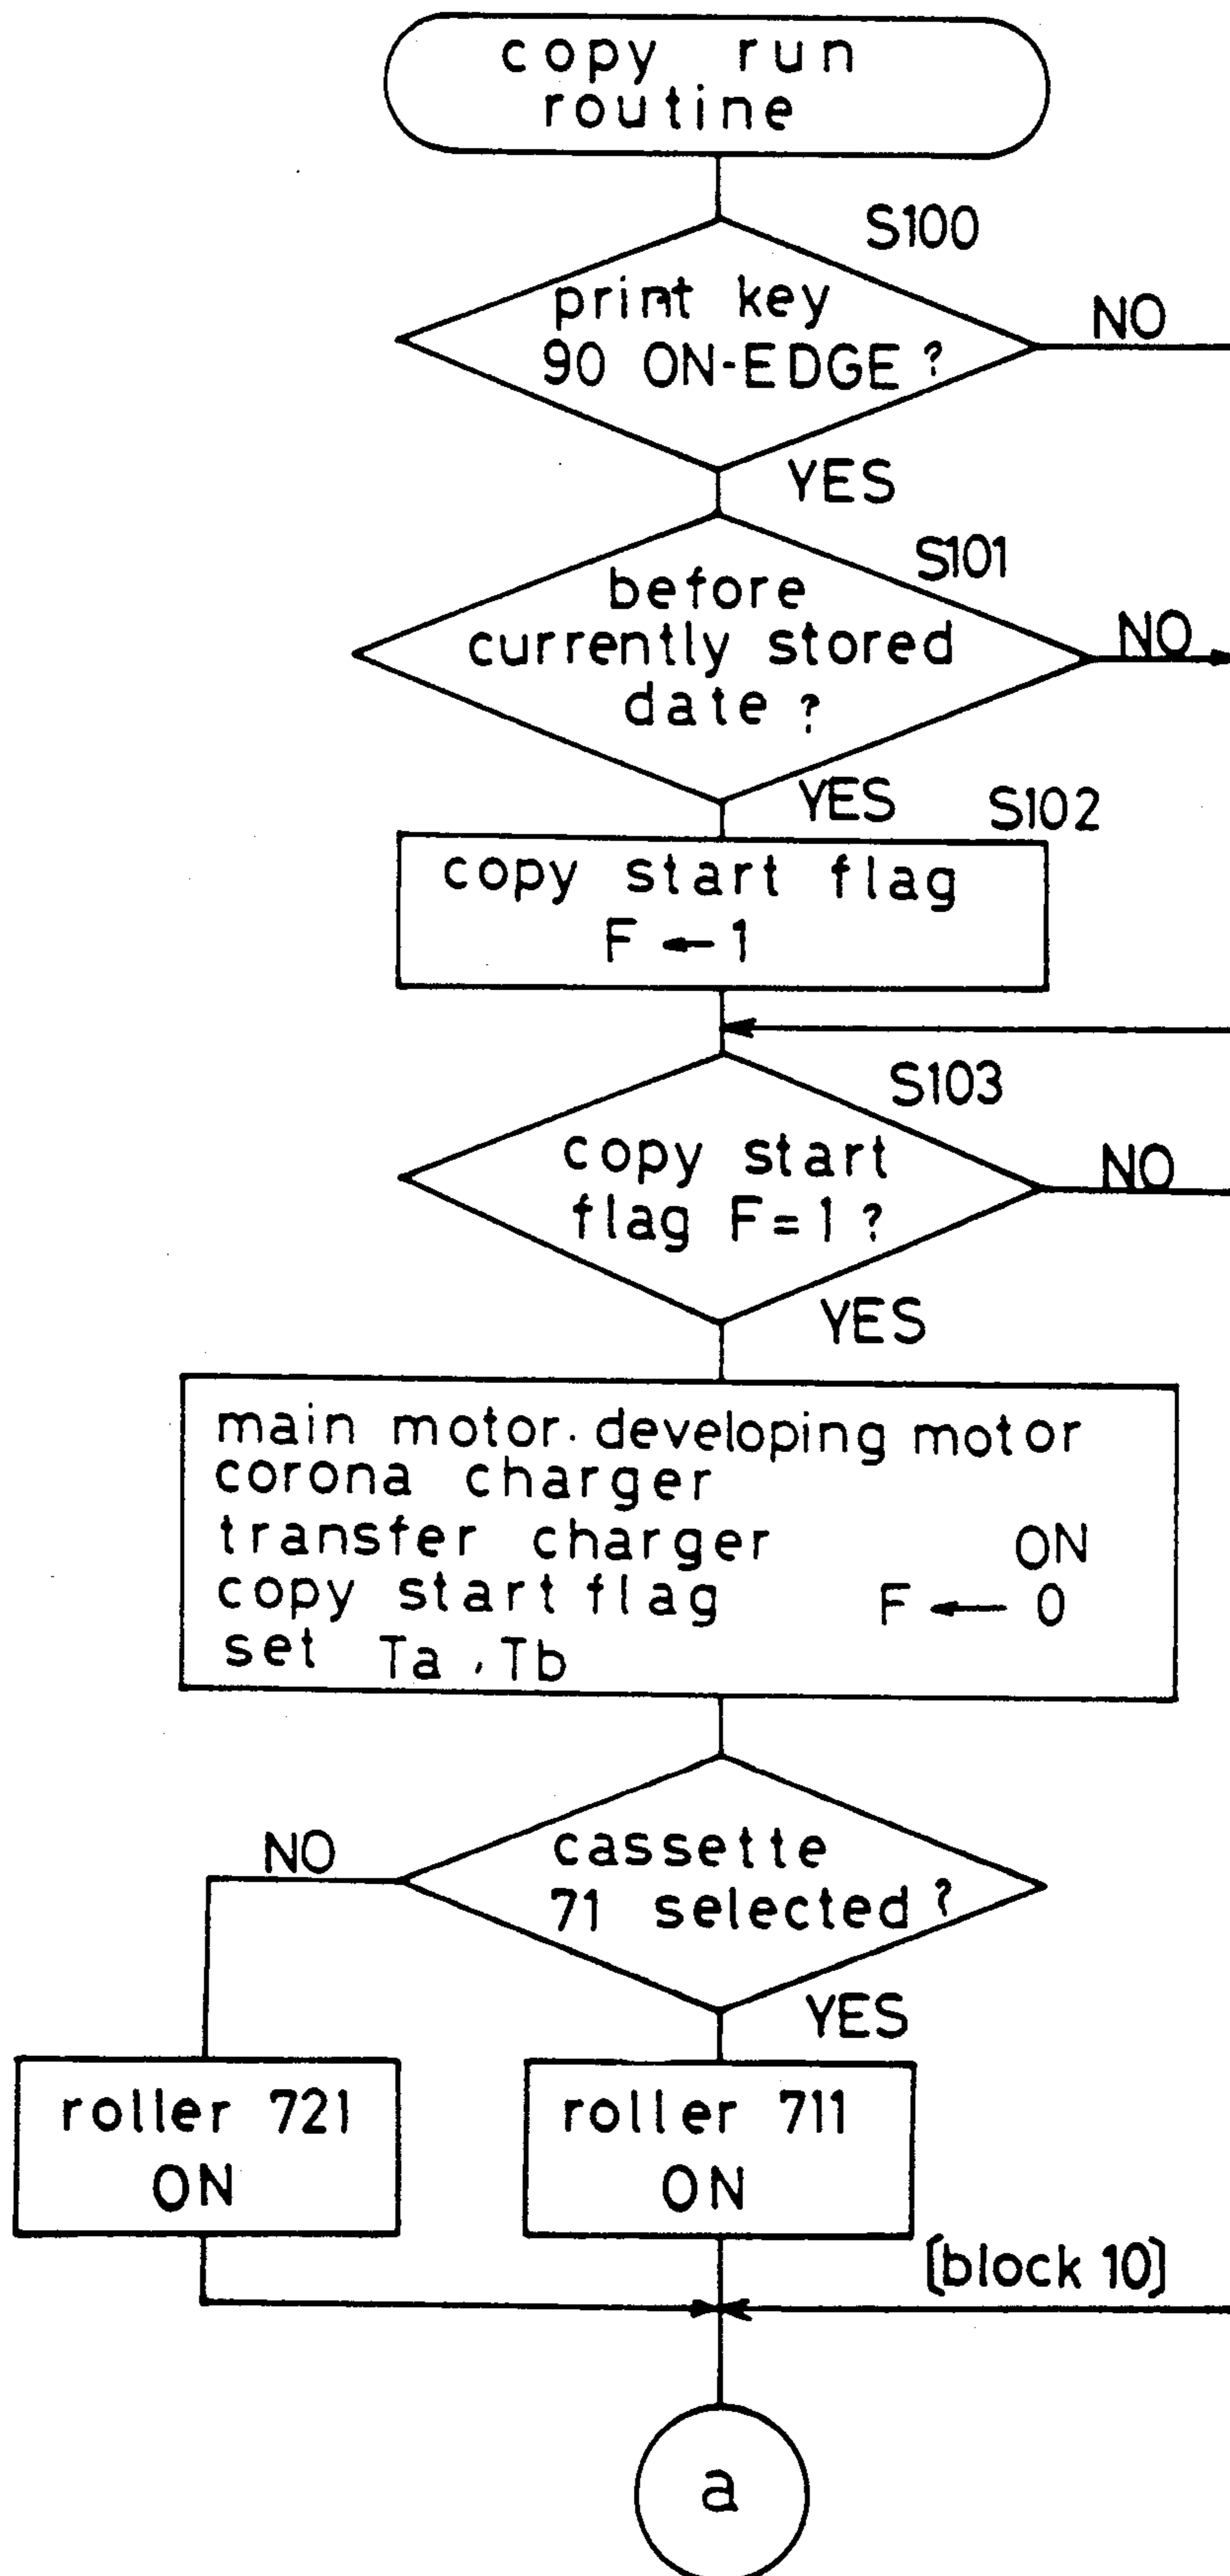 copy run
routine
S100
print key
90 ON-EDGE ?
NO
YES
S101
before
currently stored
date ?
NO
YES
S102
copy start flag
F ← 1
S103
copy start
flag F = 1 ?
NO
YES
main motor · developing motor
corona charger
transfer charger ON
copy start flag F ← 0
set Ta , Tb
cassette
71 selected ?
NO
YES
roller 721
ON
roller 711
ON
[block 10]
a